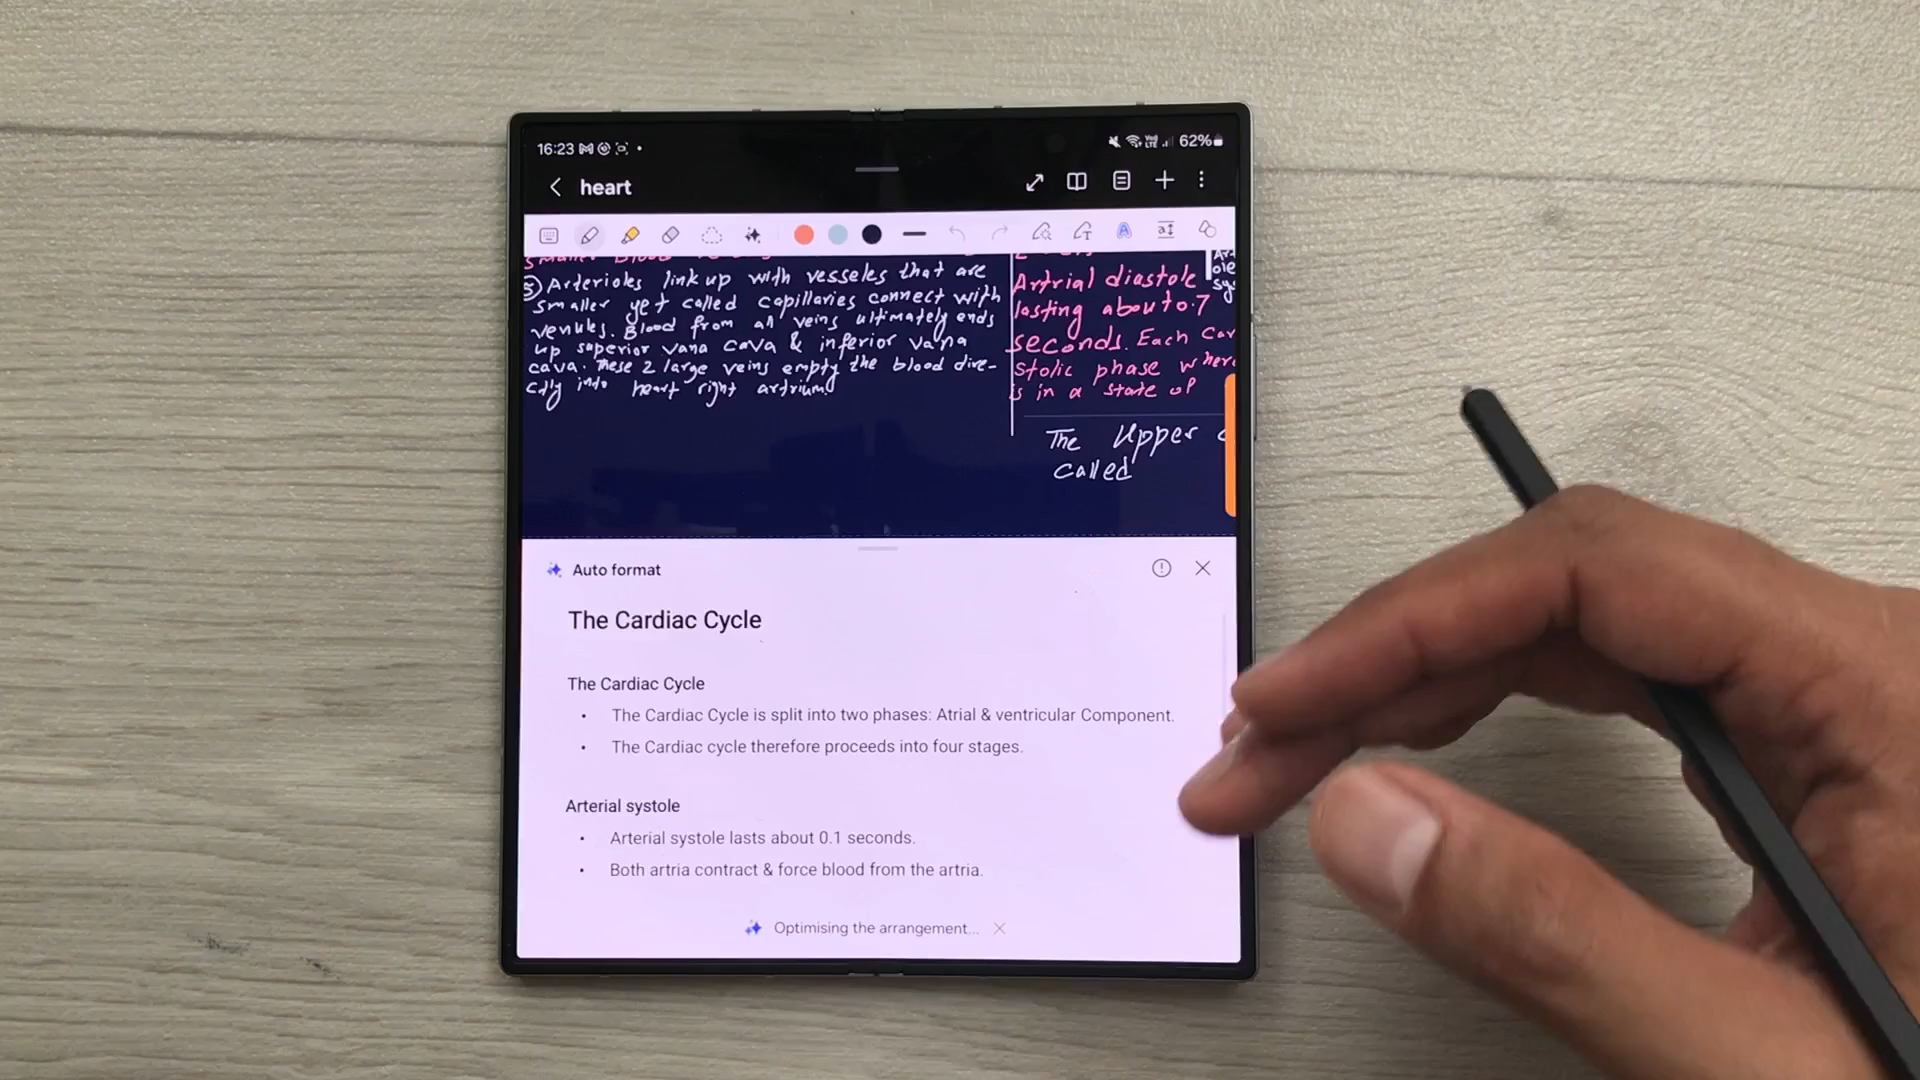 16:23
62%
heart
smaller blood
5) Arterioles link up with vesseles that are
smaller yet called capillaries connect with
venules. Blood from all veins ultimately ends
up superior vana cava & inferior vana
cava. These 2 large veins empty the blood dire-
ctly into heart right artrium.
Artrial diastole
lasting about 0.7
seconds. Each Car
stolic phase where
is in a state of
The Upper c
called
Auto format
The Cardiac Cycle
The Cardiac Cycle
• The Cardiac Cycle is split into two phases: Atrial & ventricular Component.
• The Cardiac cycle therefore proceeds into four stages.
Arterial systole
• Arterial systole lasts about 0.1 seconds.
• Both artria contract & force blood from the artria.
Optimising the arrangement...